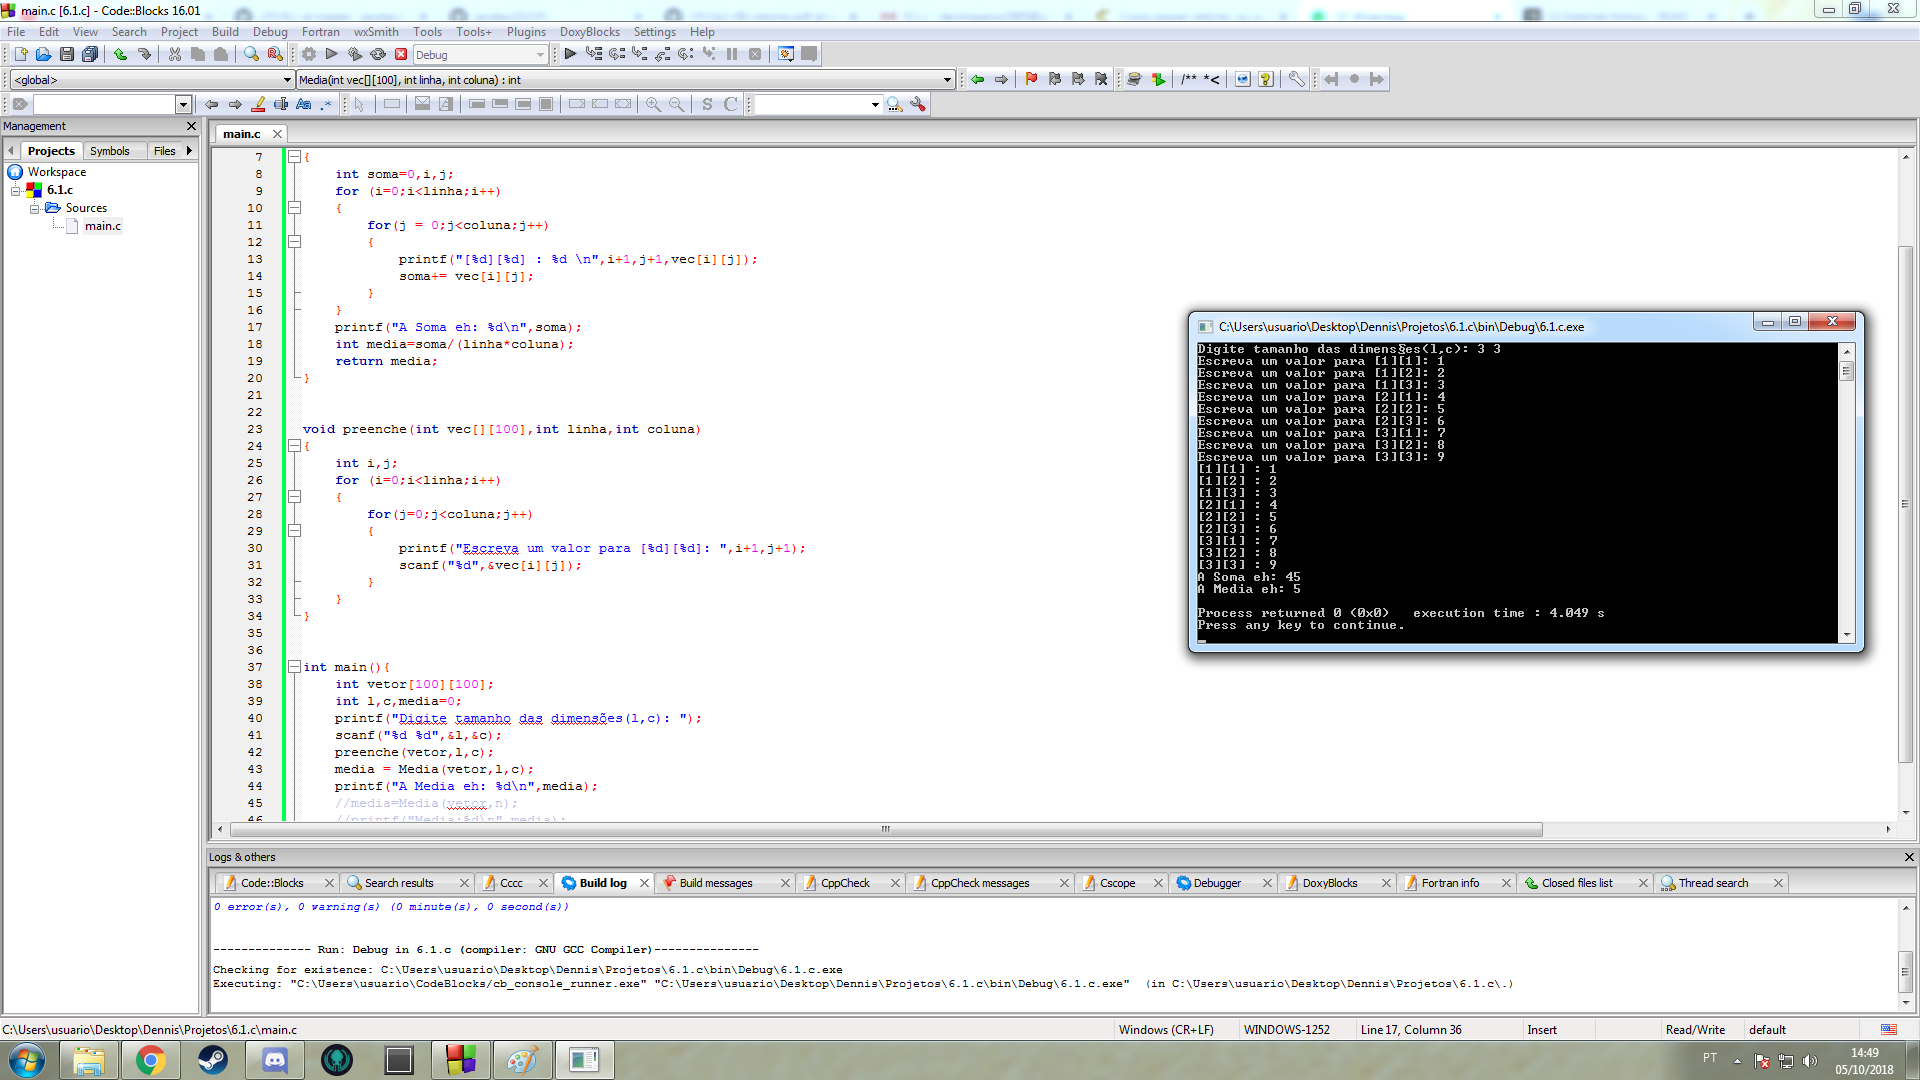 main.c [6.1.c] - Code::Blocks 16.01
File Edit View Search Project Build Debug Fortran wxSmith Tools Tools+ Plugins DoxyBlocks Settings Help
Debug
<global> Media(int vec[][100], int linha, int coluna) : int
/** *<
Aa .*
S C
Management
main.c
Projects Symbols Files
Workspace
6.1.c
Sources
main.c
7 {
8 int soma=0,i,j;
9 for (i=0;i<linha;i++)
10 {
11 for(j = 0;j<coluna;j++)
12 {
13 printf("[%d][%d] : %d \n",i+1,j+1,vec[i][j]);
14 soma+= vec[i][j];
15 }
16 }
17 printf("A Soma eh: %d\n",soma);
18 int media=soma/(linha*coluna);
19 return media;
20 }
21
22
23 void preenche(int vec[][100],int linha,int coluna)
24 {
25 int i,j;
26 for (i=0;i<linha;i++)
27 {
28 for(j=0;j<coluna;j++)
29 {
30 printf("Escreva um valor para [%d][%d]: ",i+1,j+1);
31 scanf("%d",&vec[i][j]);
32 }
33 }
34 }
35
36
37 int main(){
38 int vetor[100][100];
39 int l,c,media=0;
40 printf("Digite tamanho das dimensões(l,c): ");
41 scanf("%d %d",&l,&c);
42 preenche(vetor,l,c);
43 media = Media(vetor,l,c);
44 printf("A Media eh: %d\n",media);
45 //media=Media(vetor,n);
46 //printf("Media:%d\n",media);
C:\Users\usuario\Desktop\Dennis\Projetos\6.1.c\bin\Debug\6.1.c.exe
Digite tamanho das dimens§es(l,c): 3 3
Escreva um valor para [1][1]: 1
Escreva um valor para [1][2]: 2
Escreva um valor para [1][3]: 3
Escreva um valor para [2][1]: 4
Escreva um valor para [2][2]: 5
Escreva um valor para [2][3]: 6
Escreva um valor para [3][1]: 7
Escreva um valor para [3][2]: 8
Escreva um valor para [3][3]: 9
[1][1] : 1
[1][2] : 2
[1][3] : 3
[2][1] : 4
[2][2] : 5
[2][3] : 6
[3][1] : 7
[3][2] : 8
[3][3] : 9
A Soma eh: 45
A Media eh: 5
Process returned 0 (0x0) execution time : 4.049 s
Press any key to continue.
Logs & others
Code::Blocks Search results Cccc Build log Build messages CppCheck CppCheck messages Cscope Debugger DoxyBlocks Fortran info Closed files list Thread search
0 error(s), 0 warning(s) (0 minute(s), 0 second(s))
-------------- Run: Debug in 6.1.c (compiler: GNU GCC Compiler)---------------
Checking for existence: C:\Users\usuario\Desktop\Dennis\Projetos\6.1.c\bin\Debug\6.1.c.exe
Executing: "C:\Users\usuario\CodeBlocks/cb_console_runner.exe" "C:\Users\usuario\Desktop\Dennis\Projetos\6.1.c\bin\Debug\6.1.c.exe" (in C:\Users\usuario\Desktop\Dennis\Projetos\6.1.c\.)
C:\Users\usuario\Desktop\Dennis\Projetos\6.1.c\main.c Windows (CR+LF) WINDOWS-1252 Line 17, Column 36 Insert Read/Write default
PT 14:49
05/10/2018